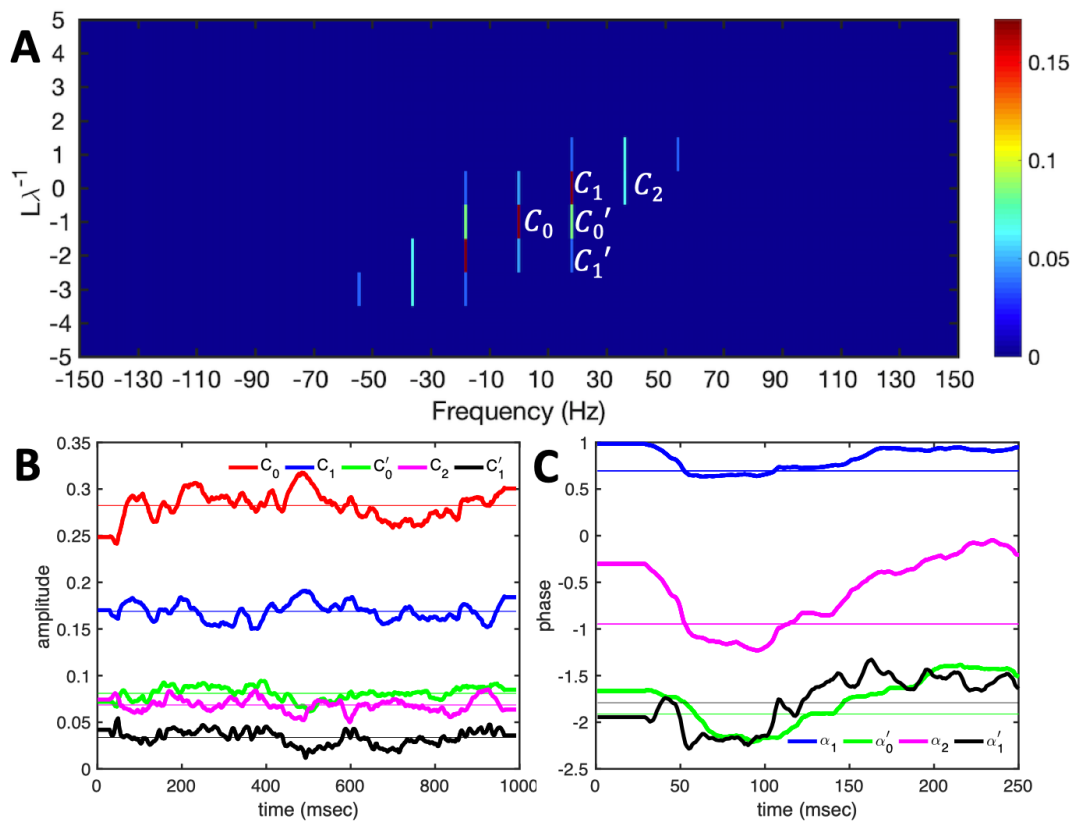 A
5
4
3
2
1
0
-1
-2
-3
-4
-5
Lλ⁻¹
C₁
C₂
C₀
C₀′
C₁′
0.15
0.1
0.05
0
-150 -130 -110 -90 -70 -50 -30 -10 10 30 50 70 90 110 130 150
Frequency (Hz)
B
0.35
0.3
0.25
0.2
0.15
0.1
0.05
0
amplitude
C₀ C₁ C′₀ C₂ C′₁
0 200 400 600 800 1000
time (msec)
C
1
0.5
0
-0.5
-1
-1.5
-2
-2.5
phase
α₁ α′₀ α₂ α′₁
0 50 100 150 200 250
time (msec)